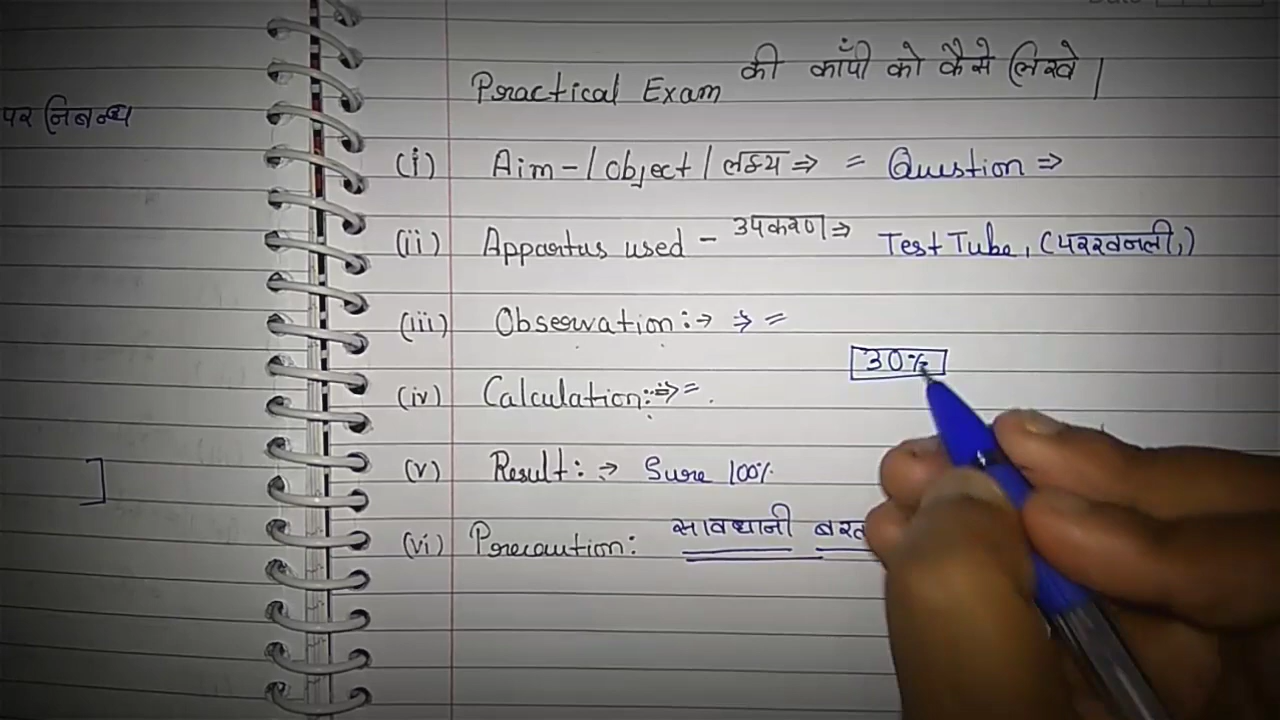 Practical Exam की कॉपी को कैसे लिखे |
पर निबन्ध
(i) Aim-/Object/लक्ष्य ⇒ = Question ⇒
(ii) Appartus used - उपकरण ⇒ Test Tube, (परखनली,)
(iii) Observation:→ ⇒ =
30%
(iv) Calculation:⇒ = .
(v) Result: → Sure 100%
(vi) Precaution: सावधानी
]